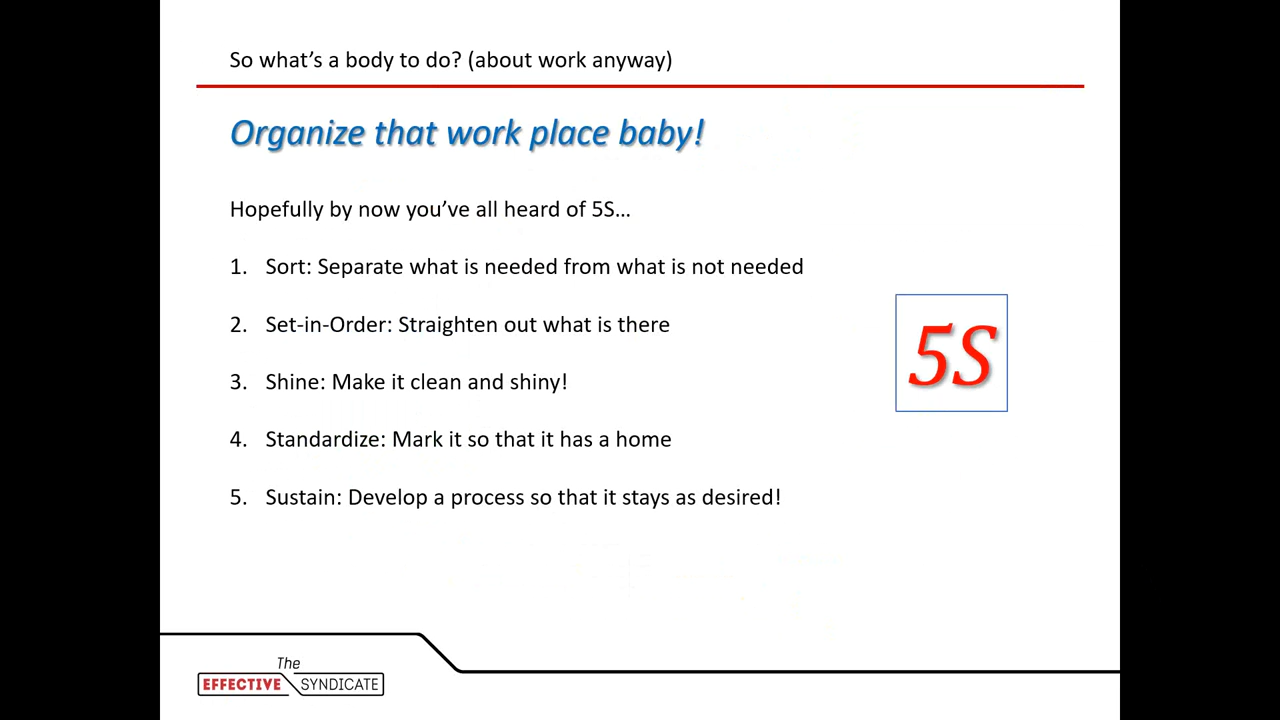 So what’s a body to do? (about work anyway)
Organize that work place baby!
Hopefully by now you’ve all heard of 5S…
1. Sort: Separate what is needed from what is not needed
2. Set-in-Order: Straighten out what is there
3. Shine: Make it clean and shiny!
4. Standardize: Mark it so that it has a home
5. Sustain: Develop a process so that it stays as desired!
5S
The
EFFECTIVE SYNDICATE